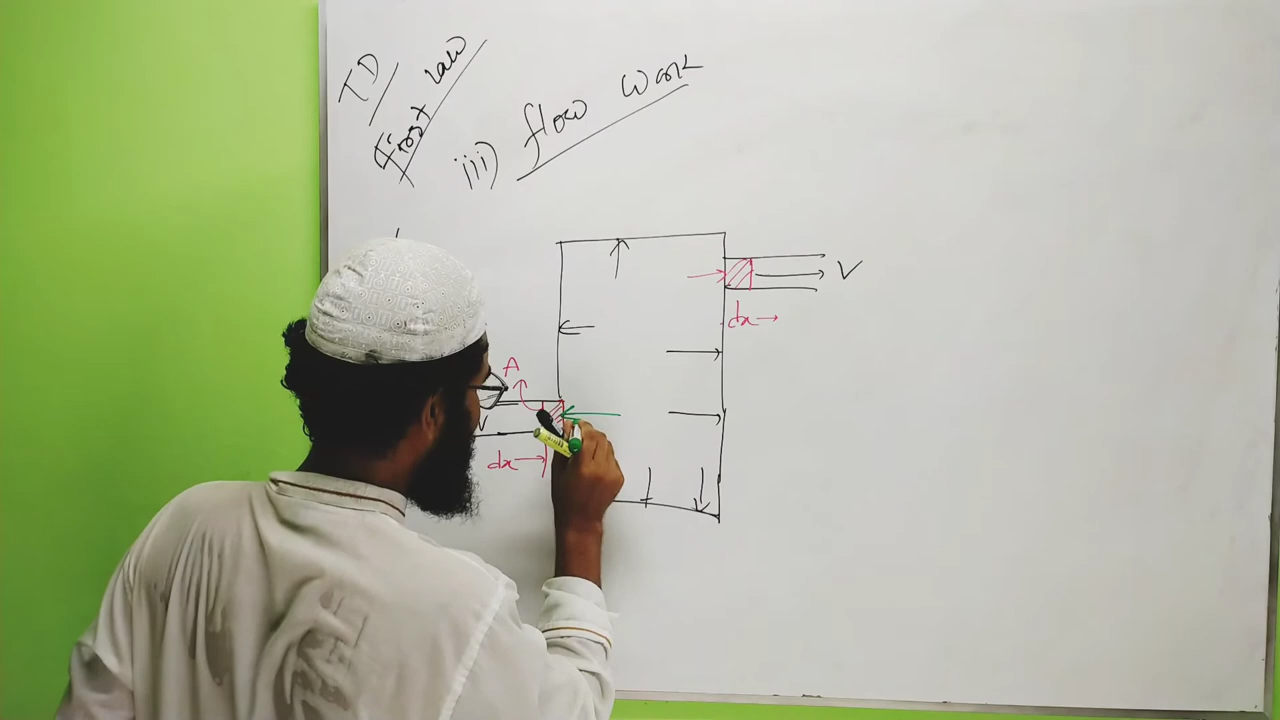 TD
First law
iii) flow work
V
dx →
A
V
dx →